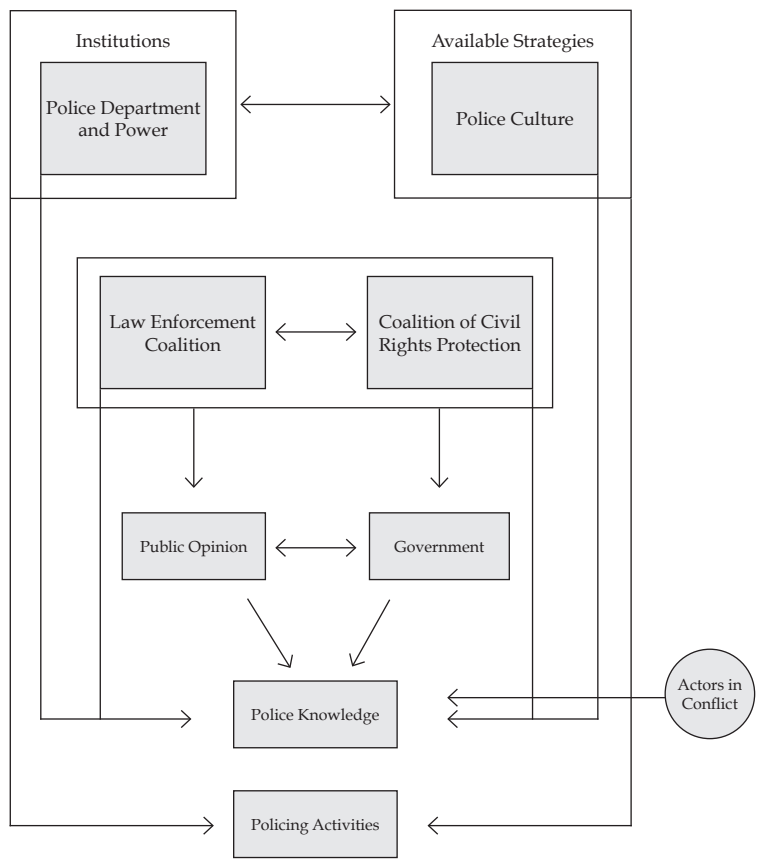 Institutions
Available Strategies
Police Department
and Power
Police Culture
Law Enforcement
Coalition
Coalition of Civil
Rights Protection
Public Opinion
Government
Police Knowledge
Actors in
Conflict
Policing Activities